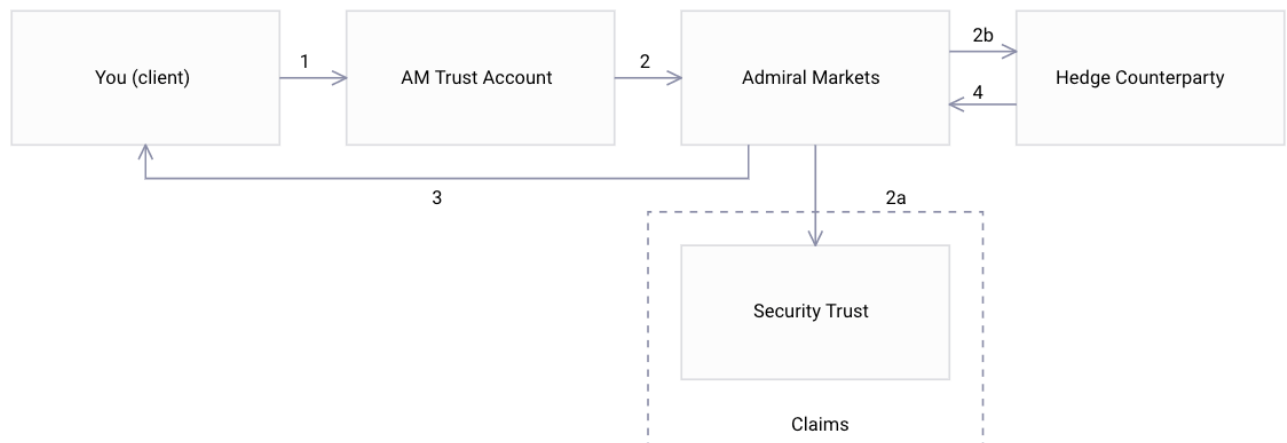 You (client)
1
AM Trust Account
2
Admiral Markets
2b
4
Hedge Counterparty
3
2a
Security Trust
Claims